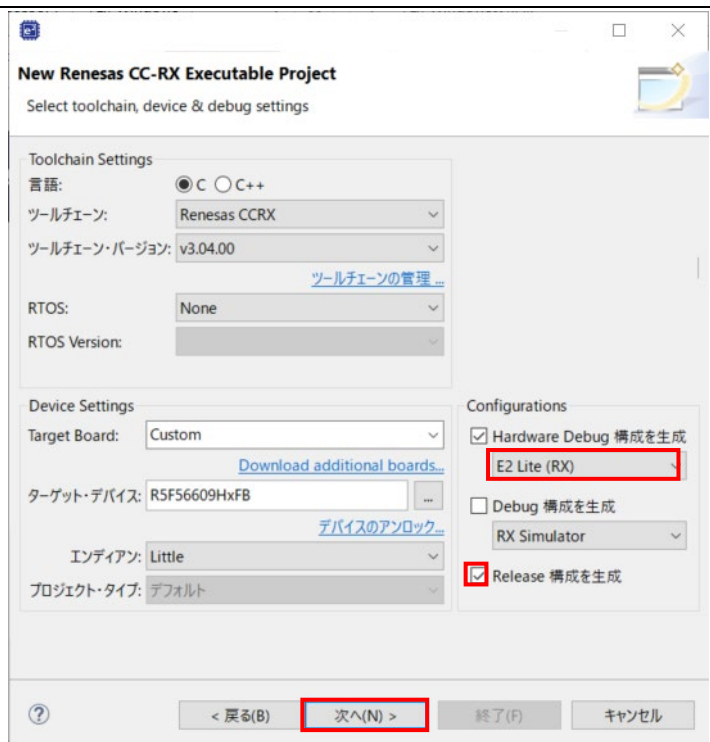 New Renesas CC-RX Executable Project
Select toolchain, device & debug settings
Toolchain Settings
言語: C C++
ツールチェーン: Renesas CCRX
ツールチェーン・バージョン: v3.04.00
ツールチェーンの管理 ...
RTOS: None
RTOS Version:
Device Settings
Target Board: Custom
Download additional boards...
ターゲット・デバイス: R5F56609HxFB ...
デバイスのアンロック...
エンディアン: Little
プロジェクト・タイプ: デフォルト
Configurations
Hardware Debug 構成を生成
E2 Lite (RX)
Debug 構成を生成
RX Simulator
Release 構成を生成
? < 戻る(B) 次へ(N) > 終了(F) キャンセル